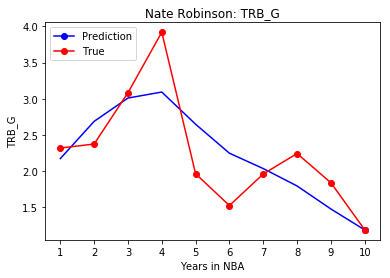 Nate Robinson: TRB_G
Prediction
True
TRB_G
4.0
3.5
3.0
2.5
2.0
1.5
1 2 3 4 5 6 7 8 9 10
Years in NBA